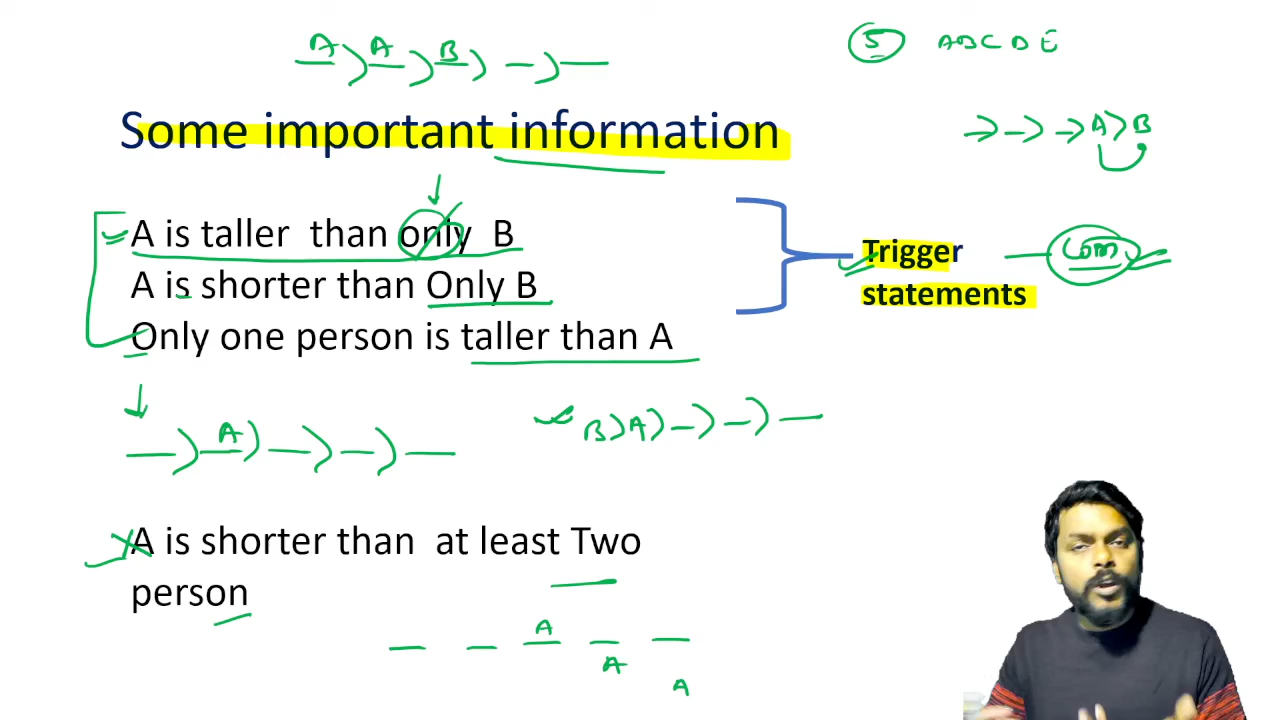 A > A > B > _ > _
5 ABCDE
Some important information
_ > _ > _ > A > B
A is taller than only B
A is shorter than Only B
Only one person is taller than A
Trigger
statements
com
_ > A > _ > _ > _
B > A > _ > _ > _
A is shorter than at least Two
person
A
A
A